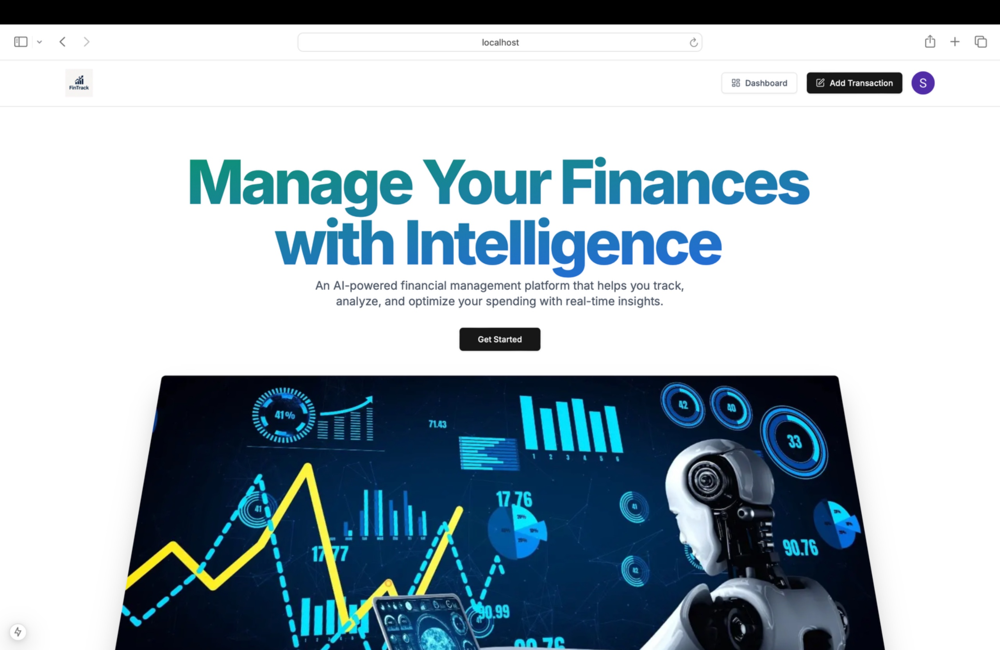 localhost
FinTrack
Dashboard
Add Transaction
S
Manage Your Finances
with Intelligence
An AI-powered financial management platform that helps you track,
analyze, and optimize your spending with real-time insights.
Get Started
41%
71.43
1 2 3 4 5 6
42
40
33
41
17.76
20%
41
17.77
90.76
42
90.99